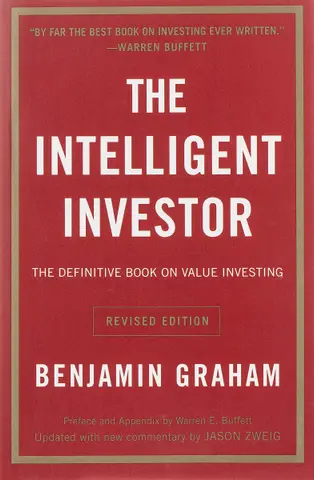 "BY FAR THE BEST BOOK ON INVESTING EVER WRITTEN."
—WARREN BUFFETT
THE
INTELLIGENT
INVESTOR
THE DEFINITIVE BOOK ON VALUE INVESTING
REVISED EDITION
BENJAMIN GRAHAM
Preface and Appendix by Warren E. Buffett
Updated with new commentary by JASON ZWEIG